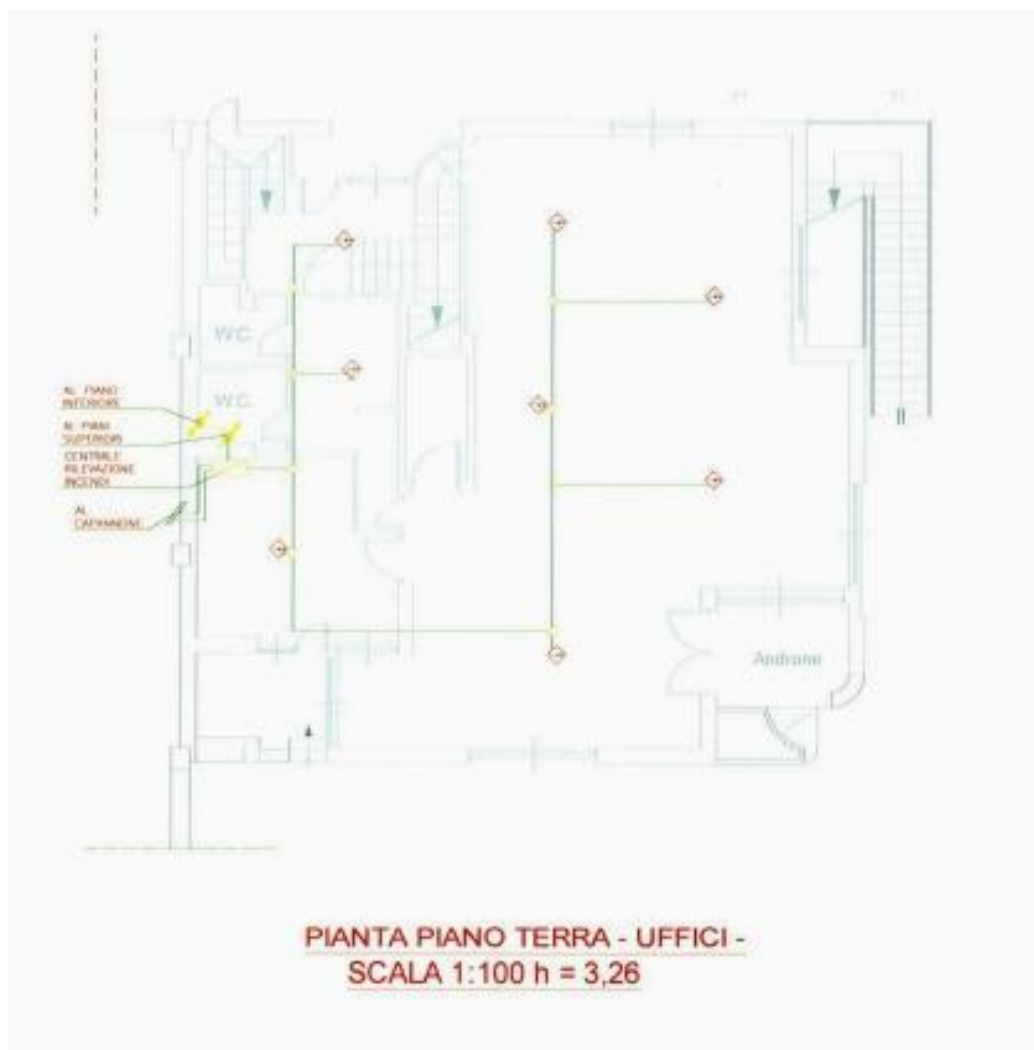 W.C.
W.C.
AL PIANO
INFERIORE
AI PIANI
SUPERIORI
CENTRALE
RILEVAZIONE
INCENDI
AL
CAPANNONE
Androne
PIANTA PIANO TERRA - UFFICI -
SCALA 1:100 h = 3,26